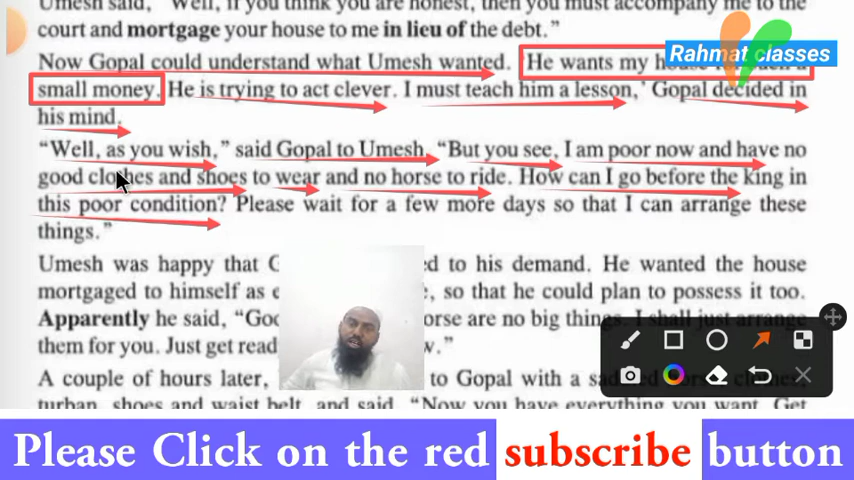 Umesh said, "Well, if you think you are honest, then you must accompany me to the
court and mortgage your house to me in lieu of the debt."
Rahmat classes
Now Gopal could understand what Umesh wanted. 'He wants my
small money. He is trying to act clever. I must teach him a lesson,' Gopal decided in
his mind.
"Well, as you wish," said Gopal to Umesh, "But you see, I am poor now and have no
good clothes and shoes to wear and no horse to ride. How can I go before the king in
this poor condition? Please wait for a few more days so that I can arrange these
things."
Umesh was happy that to his demand. He wanted the house
mortgaged to himself as so that he could plan to possess it too.
Apparently he said, are no big things. I shall just arrange
them for you. Just get
A couple of hours later, to Gopal with a
turban, shoes and waist belt, and said, "Now you have everything you want. Get
Please Click on the red subscribe button